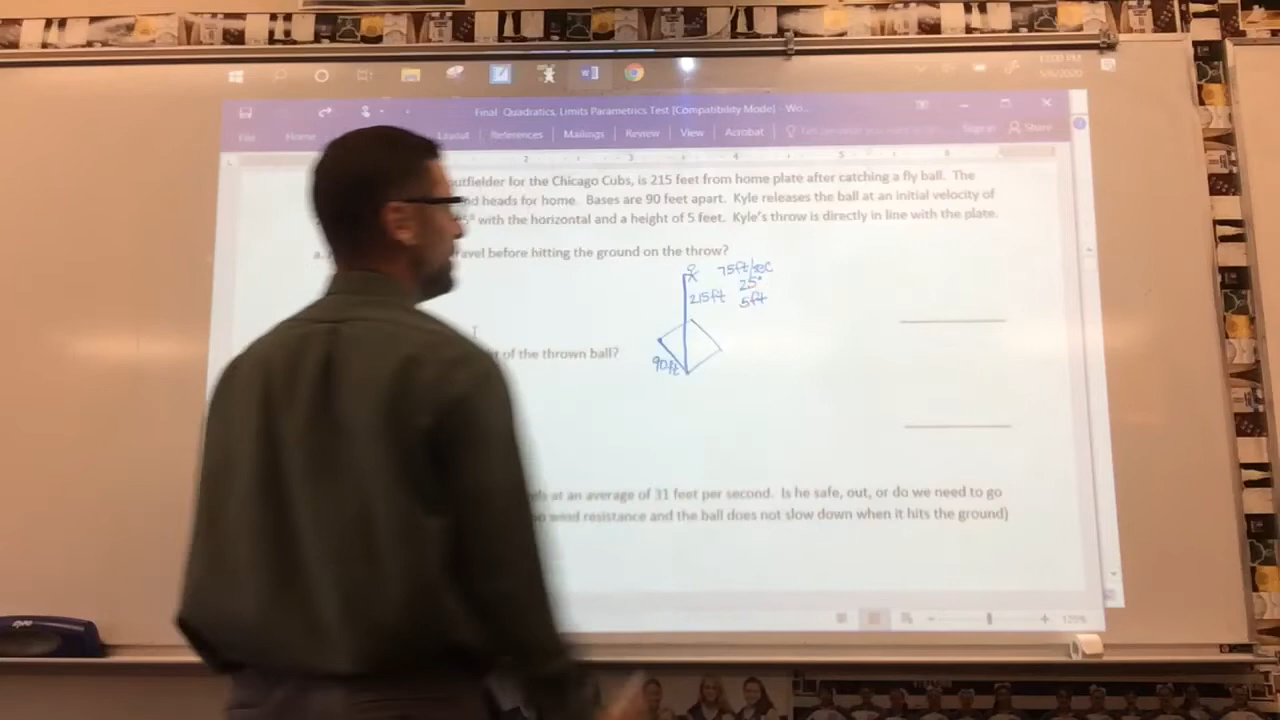 Final Quadratics, Limits Parametrics Test [Compatibility Mode] - Wo...
File Home Layout References Mailings Review View Acrobat Sign in Share
outfielder for the Chicago Cubs, is 215 feet from home plate after catching a fly ball. The
heads for home. Bases are 90 feet apart. Kyle releases the ball at an initial velocity of
5° with the horizontal and a height of 5 feet. Kyle's throw is directly in line with the plate.
a. before hitting the ground on the throw?
75ft/sec
25°
215ft 5ft
of the thrown ball?
90ft
at an average of 31 feet per second. Is he safe, out, or do we need to go
wind resistance and the ball does not slow down when it hits the ground)
120%